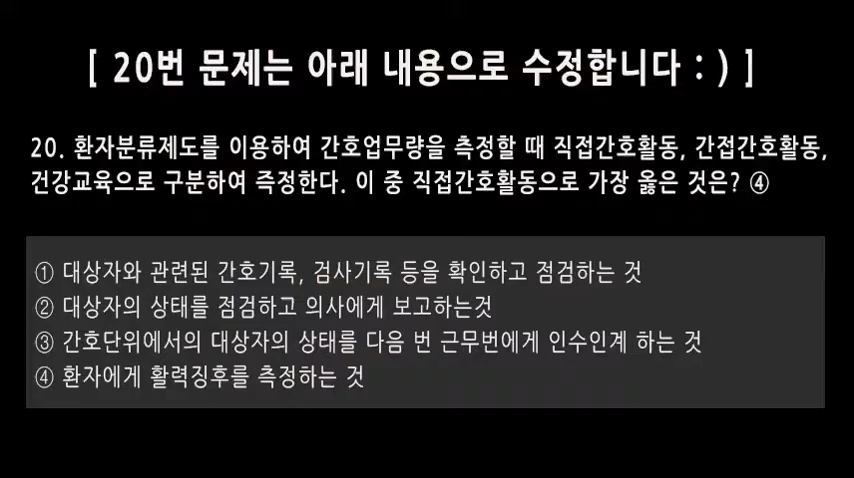 [ 20번 문제는 아래 내용으로 수정합니다 : ) ]
20. 환자분류제도를 이용하여 간호업무량을 측정할 때 직접간호활동, 간접간호활동,
건강교육으로 구분하여 즉정한다. 이 중 직접간호활동으로 가장 옳은 것은? ④
① 대상자와 관련된 간호기록, 검사기록 등을 확인하고 점검하는 것
② 대상자의 상태를 점검하고 의사에게 보고하는것
③ 간호단위에서의 대상자의 상태를 다음 번 근무번에게 인수인계 하는 것
④ 환자에게 활력징후를 측정하는 것